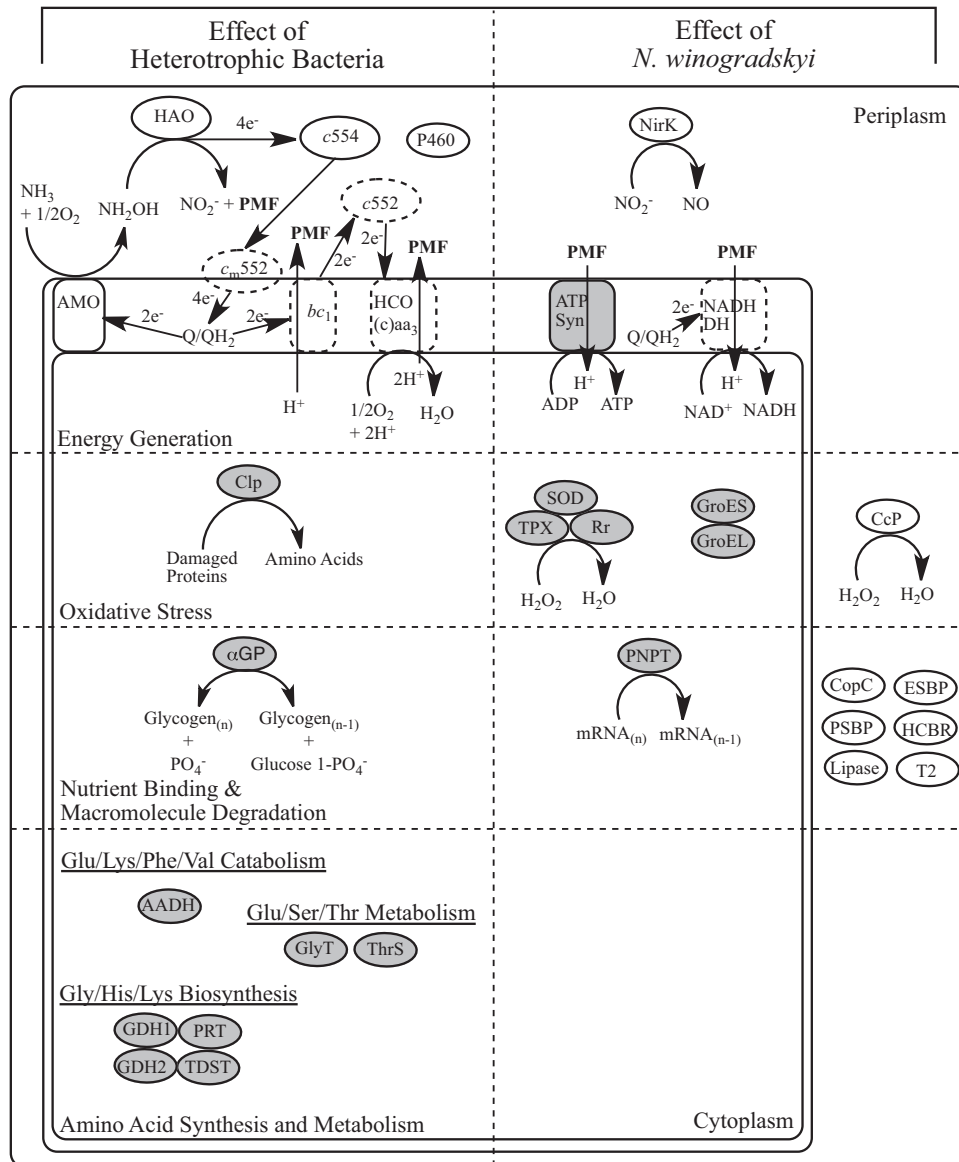 Effect of
Heterotrophic Bacteria
Effect of
N. winogradskyi
Periplasm
HAO
4e-
c554
P460
NirK
NH3
+ 1/2O2
NH2OH
NO2- + PMF
c552
NO2-
NO
PMF
2e-
2e-
PMF
PMF
PMF
cm552
AMO
4e-
2e-
Q/QH2
2e-
bc1
HCO
(c)aa3
ATP
Syn
2e-
Q/QH2
NADH
DH
H+
2H+
1/2O2
+ 2H+
H2O
H+
ADP
ATP
H+
NAD+
NADH
Energy Generation
Clp
Damaged
Proteins
Amino Acids
SOD
TPX
Rr
H2O2
H2O
GroES
GroEL
CcP
H2O2
H2O
Oxidative Stress
αGP
Glycogen(n)
+
PO4-
Glycogen(n-1)
+
Glucose 1-PO4-
PNPT
mRNA(n)
mRNA(n-1)
CopC
ESBP
PSBP
HCBR
Lipase
T2
Nutrient Binding &
Macromolecule Degradation
Glu/Lys/Phe/Val Catabolism
AADH
Glu/Ser/Thr Metabolism
GlyT
ThrS
Gly/His/Lys Biosynthesis
GDH1
PRT
GDH2
TDST
Amino Acid Synthesis and Metabolism
Cytoplasm